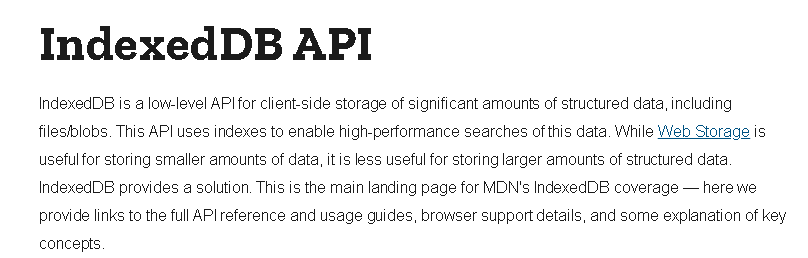 IndexedDB API
IndexedDB is a low-level API for client-side storage of significant amounts of structured data, including
files/blobs. This API uses indexes to enable high-performance searches of this data. While Web Storage is
useful for storing smaller amounts of data, it is less useful for storing larger amounts of structured data.
IndexedDB provides a solution. This is the main landing page for MDN's IndexedDB coverage — here we
provide links to the full API reference and usage guides, browser support details, and some explanation of key
concepts.